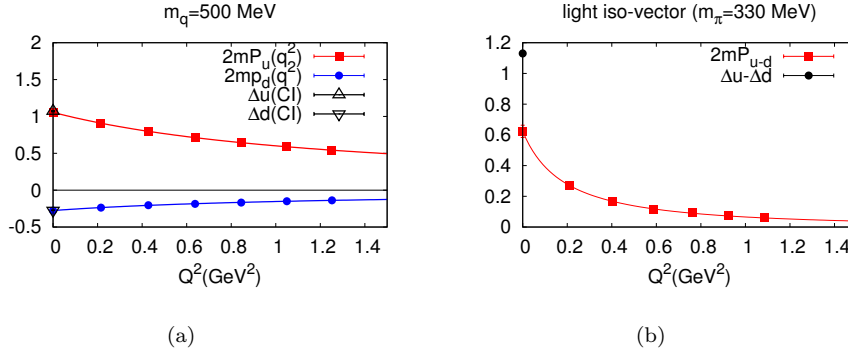 m_q=500 MeV
2mP_u(q^2)
2mp_d(q^2)
Δu(CI)
Δd(CI)
2
1.5
1
0.5
0
-0.5
0 0.2 0.4 0.6 0.8 1 1.2 1.4
Q^2(GeV^2)
(a)
light iso-vector (m_π=330 MeV)
2mP_u-d
Δu-Δd
1.2
1
0.8
0.6
0.4
0.2
0
0 0.2 0.4 0.6 0.8 1 1.2 1.4
Q^2(GeV^2)
(b)